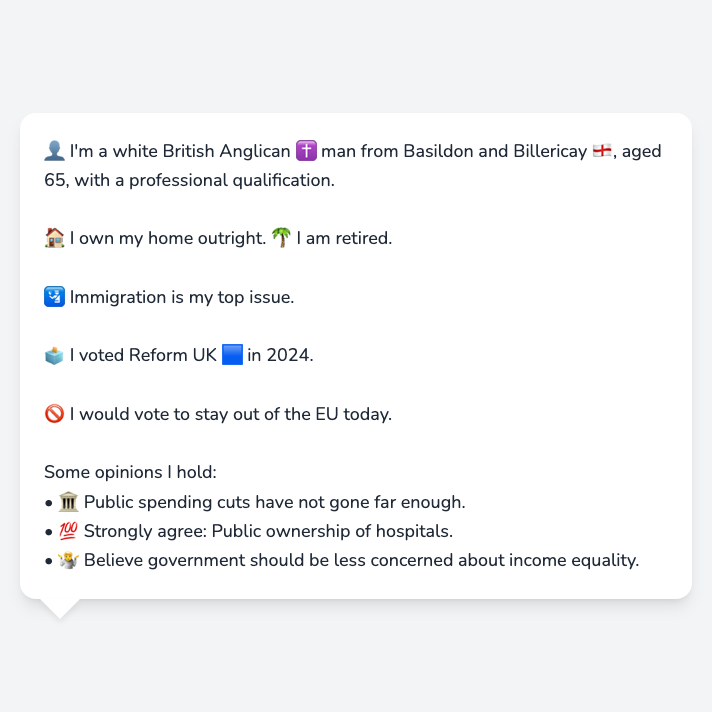 👤 I'm a white British Anglican ✝️ man from Basildon and Billericay 🏴󠁧󠁢󠁥󠁮󠁧󠁿, aged
65, with a professional qualification.
🏠 I own my home outright. 🌴 I am retired.
🛂 Immigration is my top issue.
🗳️ I voted Reform UK 🟦 in 2024.
🚫 I would vote to stay out of the EU today.
Some opinions I hold:
• 🏛️ Public spending cuts have not gone far enough.
• 💯 Strongly agree: Public ownership of hospitals.
• 🤷 Believe government should be less concerned about income equality.